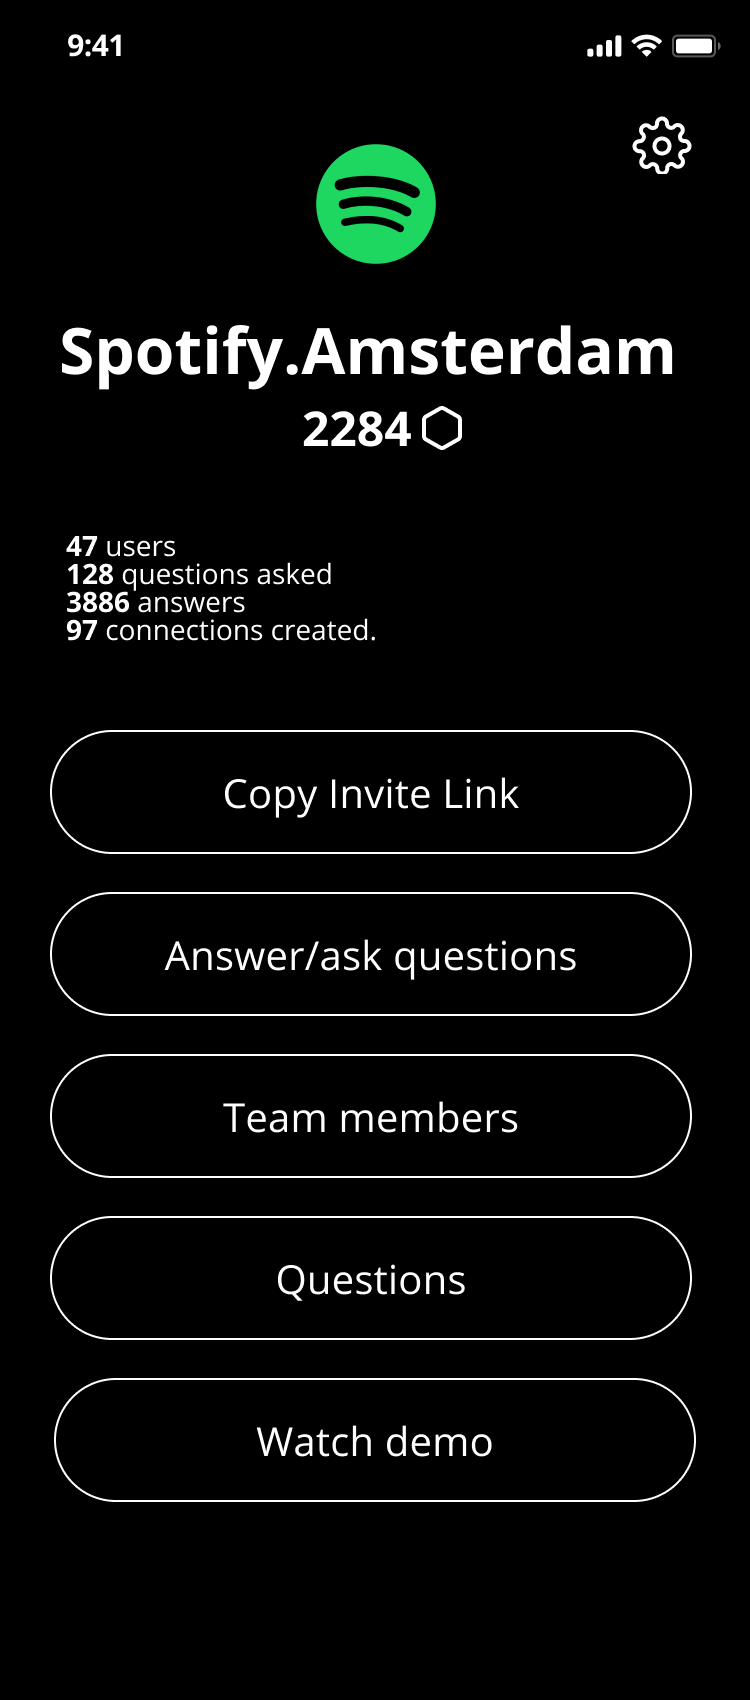 9:41
Spotify.Amsterdam
2284
47 users
128 questions asked
3886 answers
97 connections created.
Copy Invite Link
Answer/ask questions
Team members
Questions
Watch demo